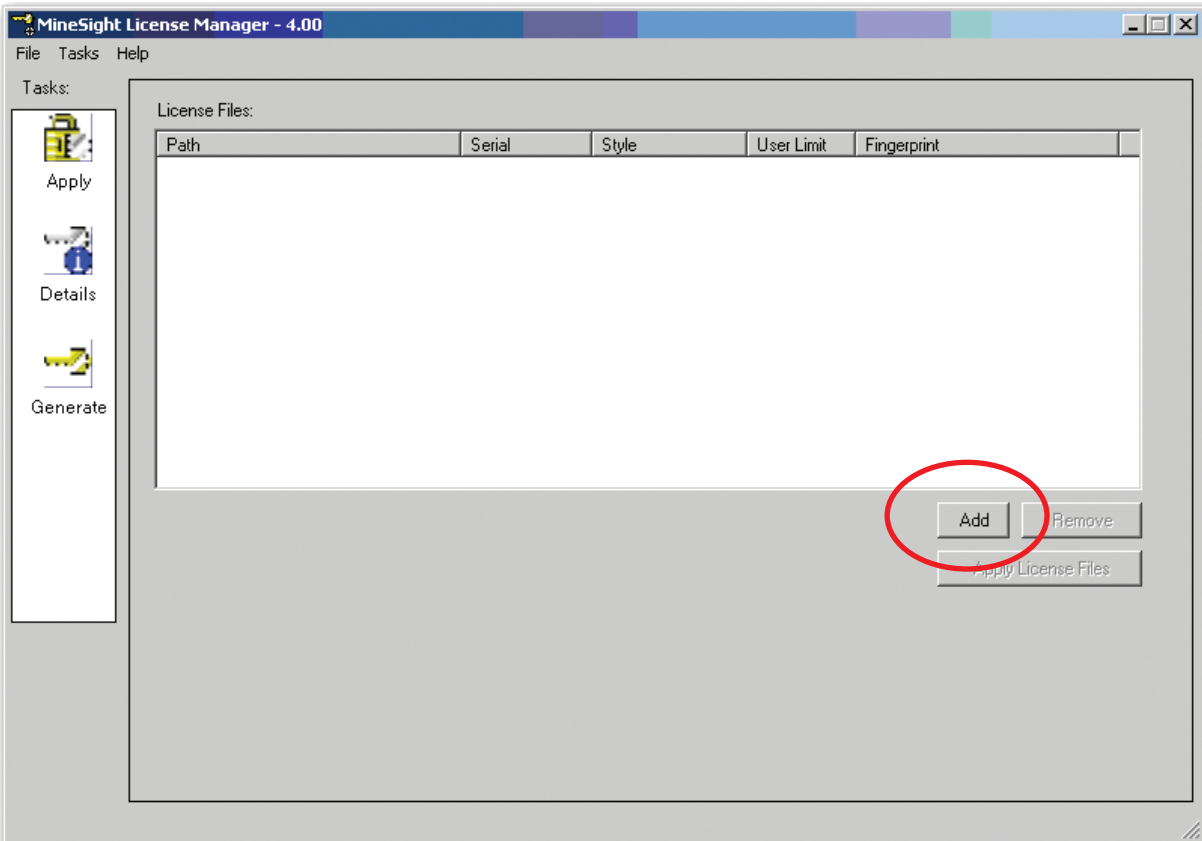 MineSight License Manager - 4.00
File Tasks Help
Tasks:
License Files:
Path Serial Style User Limit Fingerprint
Apply
Details
Generate
Add Remove
Apply License Files